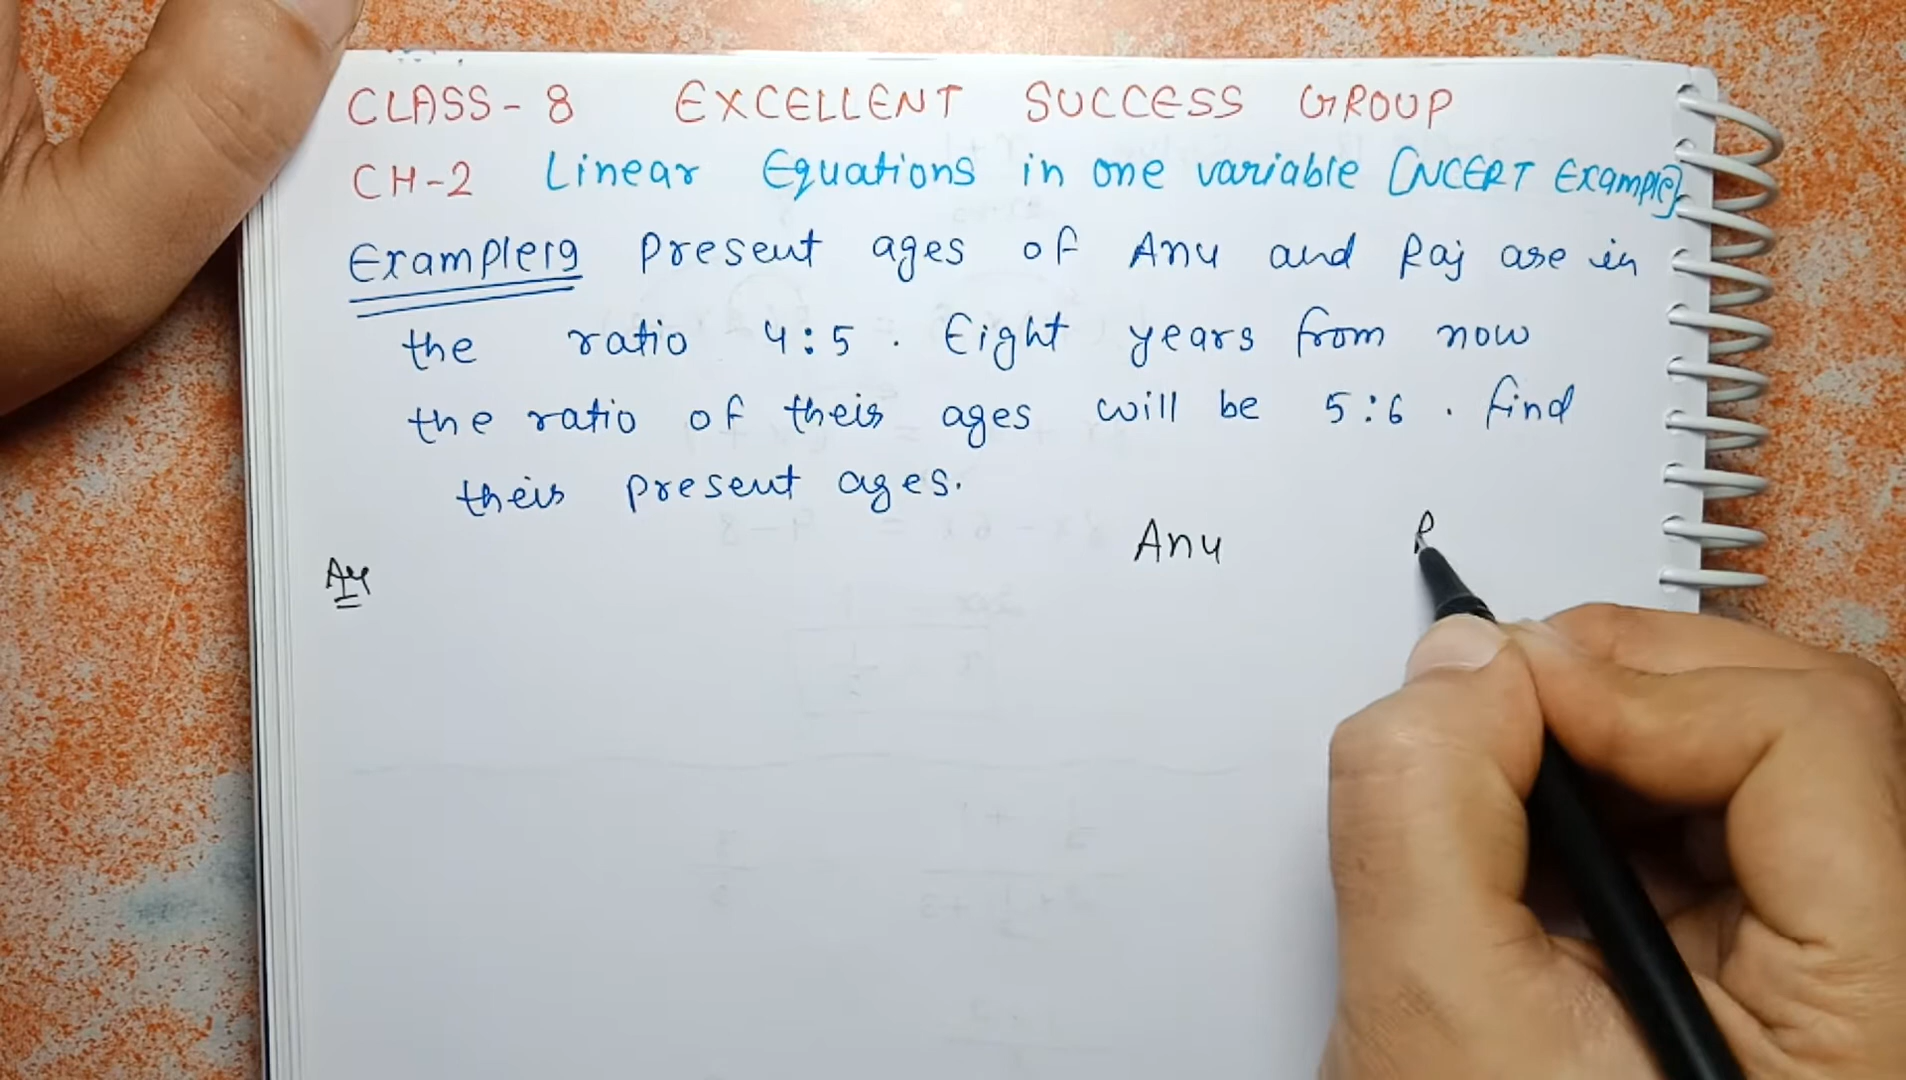 CLASS-8 EXCELLENT SUCCESS GROUP
CH-2 Linear Equations in one variable [NCERT Example]
Example19 Present ages of Anu and Raj are in
the ratio 4:5. Eight years from now
the ratio of their ages will be 5:6. find
their present ages.
Anu R